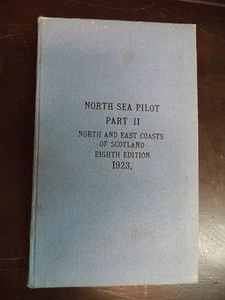 NORTH SEA PILOT
PART II
NORTH AND EAST COASTS
OF SCOTLAND
EIGHTH EDITION
1923.